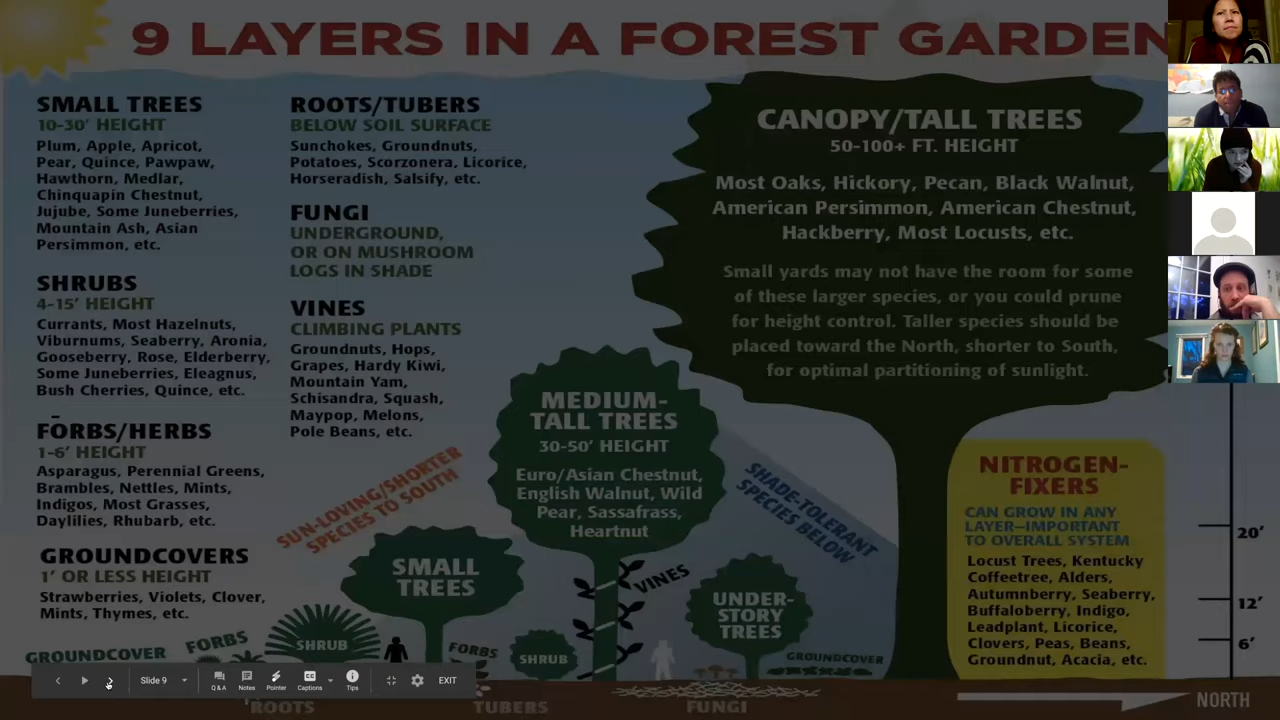 9 LAYERS IN A FOREST GARDEN
SMALL TREES
10-30' HEIGHT
Plum, Apple, Apricot,
Pear, Quince, Pawpaw,
Hawthorn, Medlar,
Chinquapin Chestnut,
Jujube, Some Juneberries,
Mountain Ash, Asian
Persimmon, etc.
SHRUBS
4-15' HEIGHT
Currants, Most Hazelnuts,
Viburnums, Seaberry, Aronia,
Gooseberry, Rose, Elderberry,
Some Juneberries, Eleagnus,
Bush Cherries, Quince, etc.
FORBS/HERBS
1-6' HEIGHT
Asparagus, Perennial Greens,
Brambles, Nettles, Mints,
Indigos, Most Grasses,
Daylilies, Rhubarb, etc.
GROUNDCOVERS
1' OR LESS HEIGHT
Strawberries, Violets, Clover,
Mints, Thymes, etc.
ROOTS/TUBERS
BELOW SOIL SURFACE
Sunchokes, Groundnuts,
Potatoes, Scorzonera, Licorice,
Horseradish, Salsify, etc.
FUNGI
UNDERGROUND,
OR ON MUSHROOM
LOGS IN SHADE
VINES
CLIMBING PLANTS
Groundnuts, Hops,
Grapes, Hardy Kiwi,
Mountain Yam,
Schisandra, Squash,
Maypop, Melons,
Pole Beans, etc.
SUN-LOVING/SHORTER
SPECIES TO SOUTH
MEDIUM-
TALL TREES
30-50' HEIGHT
Euro/Asian Chestnut,
English Walnut, Wild
Pear, Sassafrass,
Heartnut
CANOPY/TALL TREES
50-100+ FT. HEIGHT
Most Oaks, Hickory, Pecan, Black Walnut,
American Persimmon, American Chestnut,
Hackberry, Most Locusts, etc.
Small yards may not have the room for some
of these larger species, or you could prune
for height control. Taller species should be
placed toward the North, shorter to South,
for optimal partitioning of sunlight.
SHADE-TOLERANT
SPECIES BELOW
NITROGEN-
FIXERS
CAN GROW IN ANY
LAYER—IMPORTANT
TO OVERALL SYSTEM
Locust Trees, Kentucky
Coffeetree, Alders,
Autumnberry, Seaberry,
Buffaloberry, Indigo,
Leadplant, Licorice,
Clovers, Peas, Beans,
Groundnut, Acacia, etc.
20'
12'
6'
SMALL
TREES
VINES
UNDER-
STORY
TREES
GROUNDCOVER
FORBS
SHRUB
FORBS
SHRUB
GROUNDCOVER
Slide 9
Q & A
Notes
Pointer
Captions
Tips
EXIT
ROOTS
TUBERS
FUNGI
NORTH